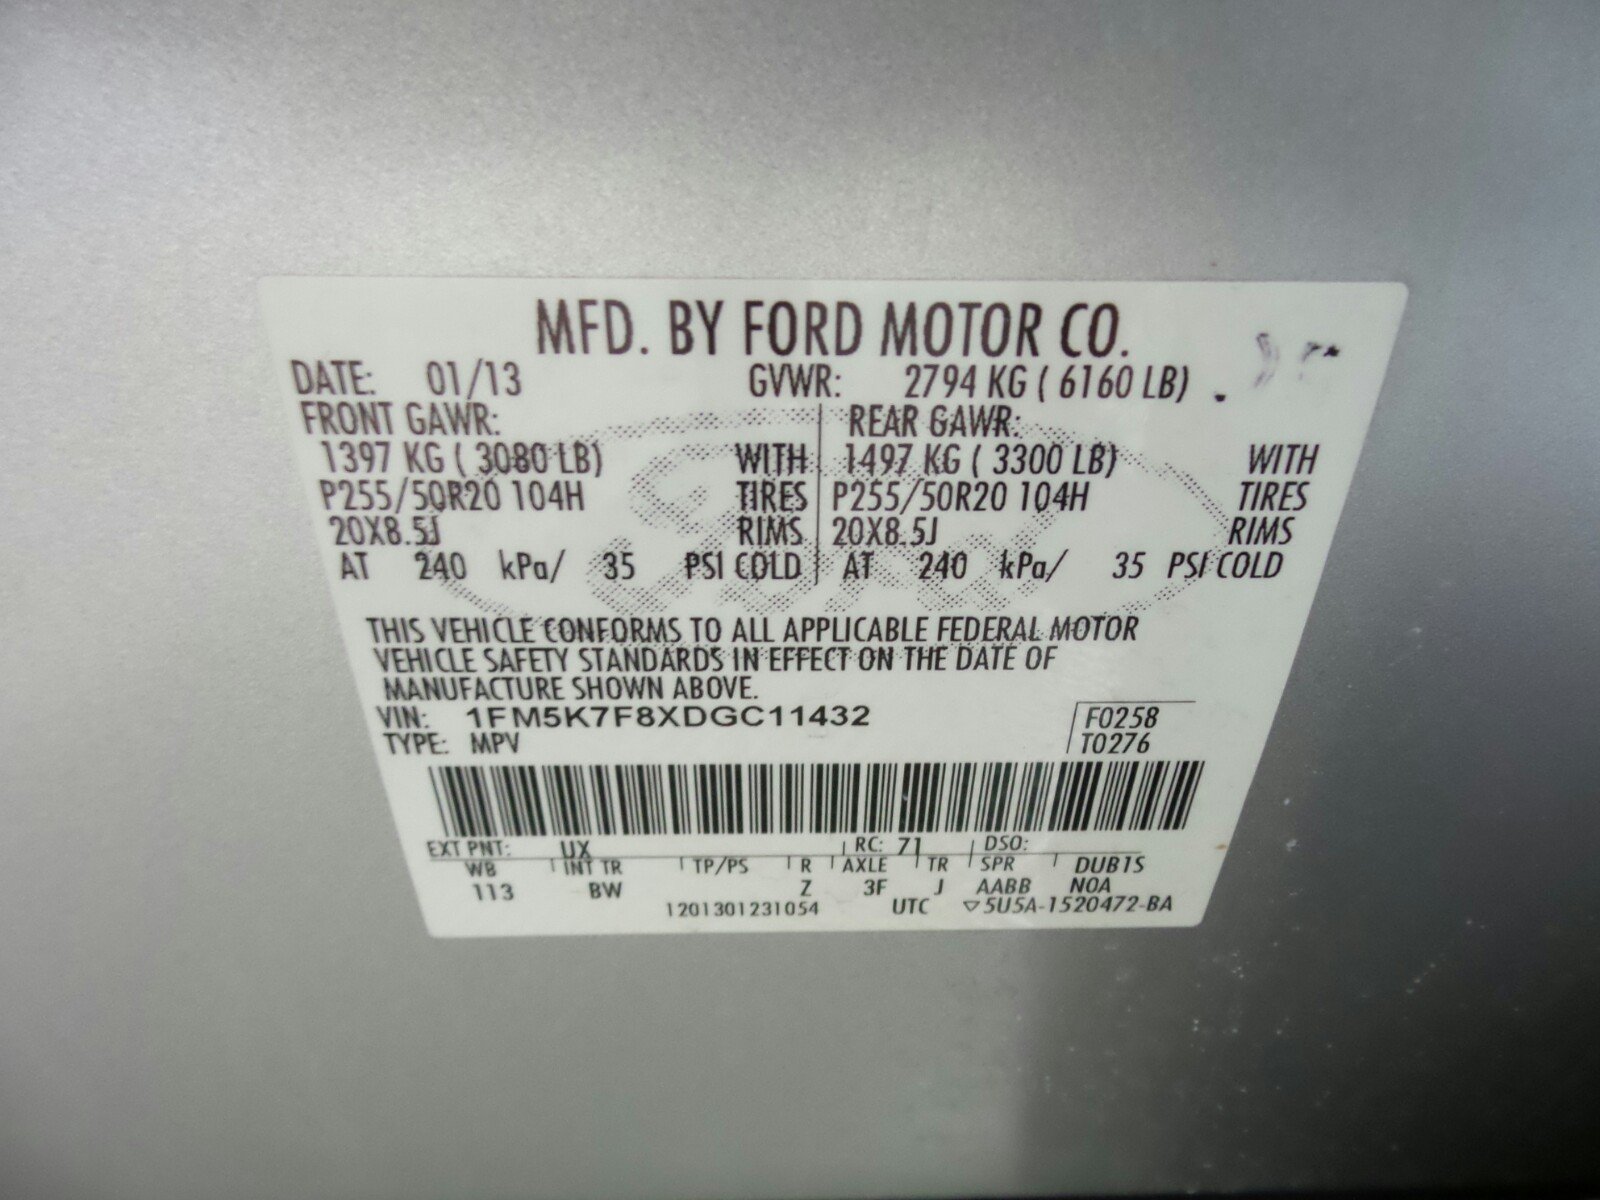 MFD. BY FORD MOTOR CO.
DATE: 01/13 GVWR: 2794 KG ( 6160 LB)
FRONT GAWR: REAR GAWR:
1397 KG ( 3080 LB) WITH 1497 KG ( 3300 LB) WITH
P255/50R20 104H TIRES P255/50R20 104H TIRES
20X8.5J RIMS 20X8.5J RIMS
AT 240 kPa/ 35 PSI COLD AT 240 kPa/ 35 PSI COLD
THIS VEHICLE CONFORMS TO ALL APPLICABLE FEDERAL MOTOR
VEHICLE SAFETY STANDARDS IN EFFECT ON THE DATE OF
MANUFACTURE SHOWN ABOVE.
VIN: 1FM5K7F8XDGC11432 F0258
TYPE: MPV T0276
EXT PNT: UX RC: 71 DSO:
WB INT TR TP/PS R AXLE TR SPR DUB1S
113 BW Z 3F J AABB N0A
1201301231054 UTC ▽5U5A-1520472-BA